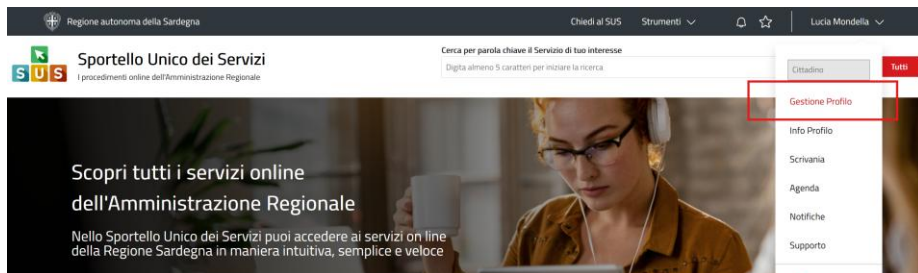 Regione autonoma della Sardegna
Chiedi al SUS
Strumenti
Lucia Mondella
SUS
Sportello Unico dei Servizi
I procedimenti online dell'Amministrazione Regionale
Cerca per parola chiave il Servizio di tuo interesse
Digita almeno 5 caratteri per iniziare la ricerca
Cittadino
Tutti
Gestione Profilo
Info Profilo
Scrivania
Agenda
Notifiche
Supporto
Scopri tutti i servizi online
dell'Amministrazione Regionale
Nello Sportello Unico dei Servizi puoi accedere ai servizi on line
della Regione Sardegna in maniera intuitiva, semplice e veloce